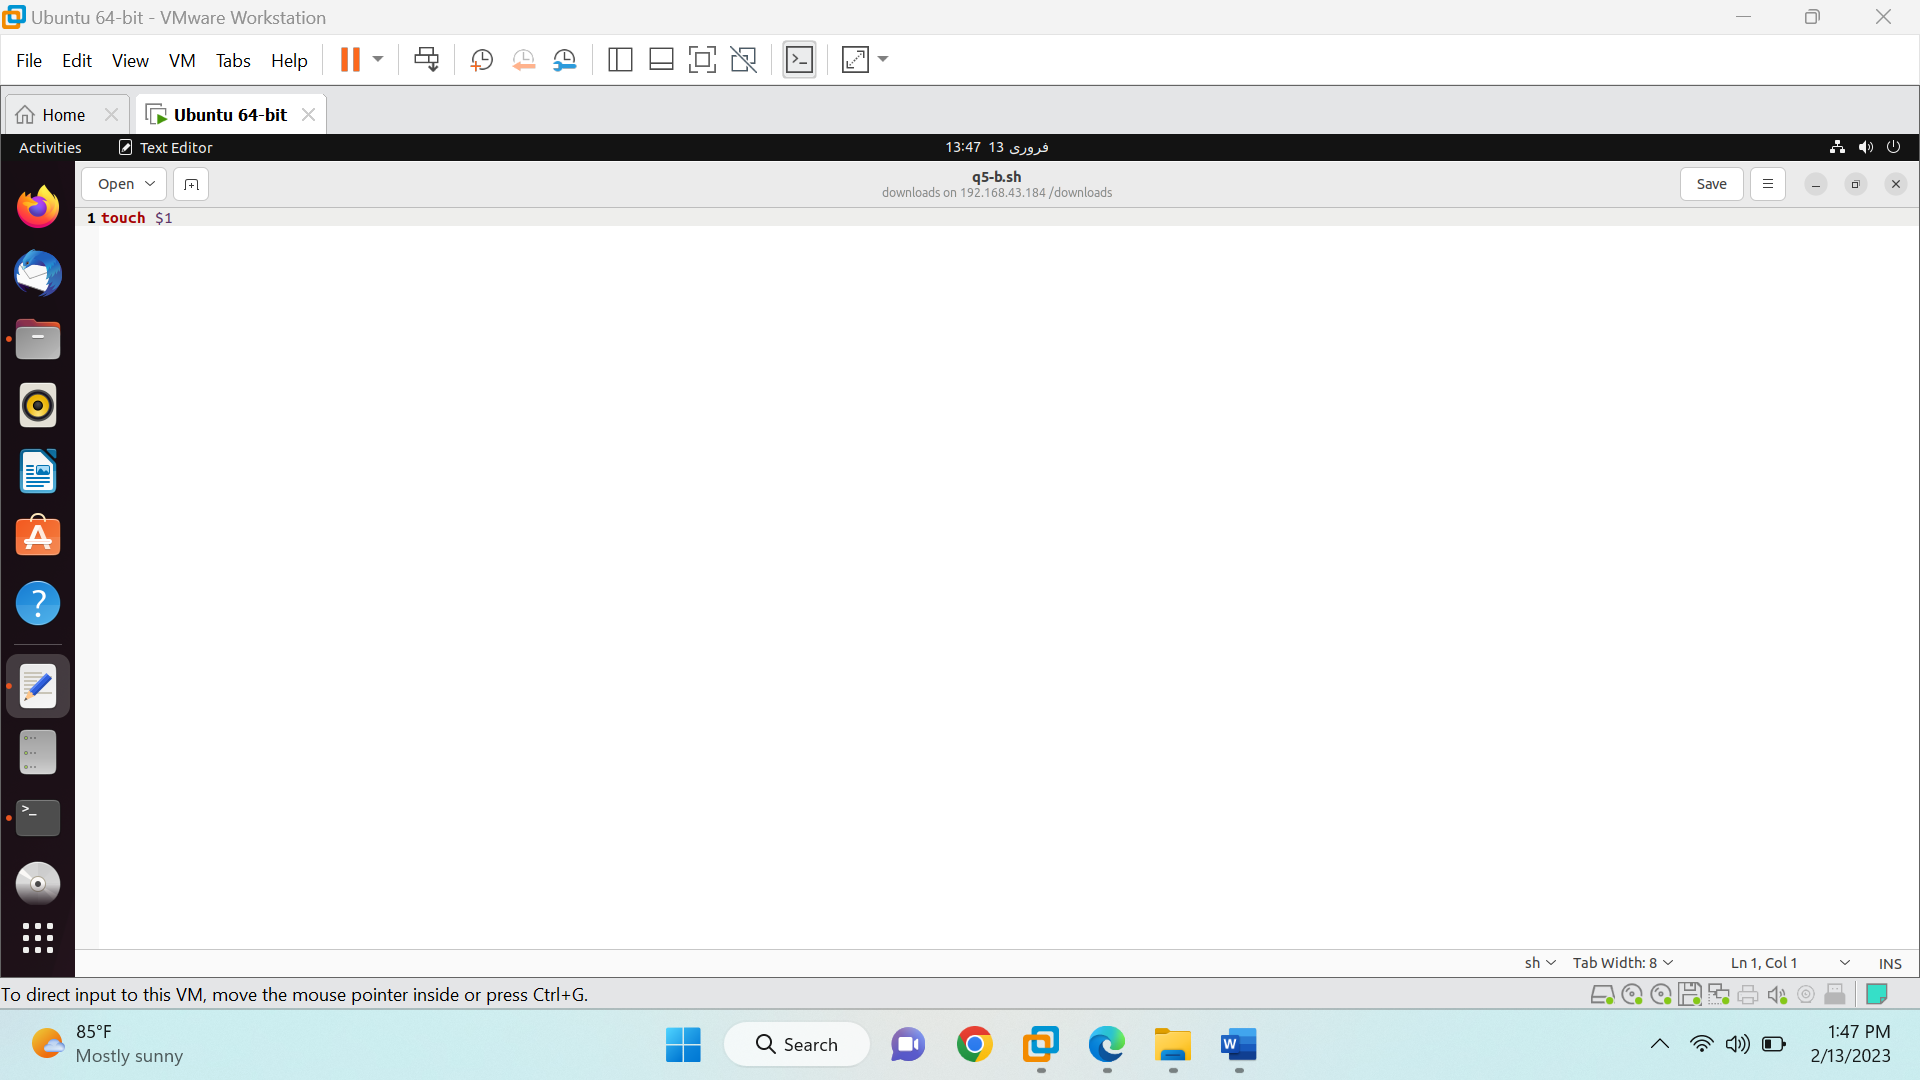 Ubuntu 64-bit - VMware Workstation
File Edit View VM Tabs Help
Home
Ubuntu 64-bit
Activities
Text Editor
13:47 13 فروری
Open
q5-b.sh
downloads on 192.168.43.184 /downloads
Save
1 touch $1
sh
Tab Width: 8
Ln 1, Col 1
INS
To direct input to this VM, move the mouse pointer inside or press Ctrl+G.
85°F
Mostly sunny
Search
1:47 PM
2/13/2023